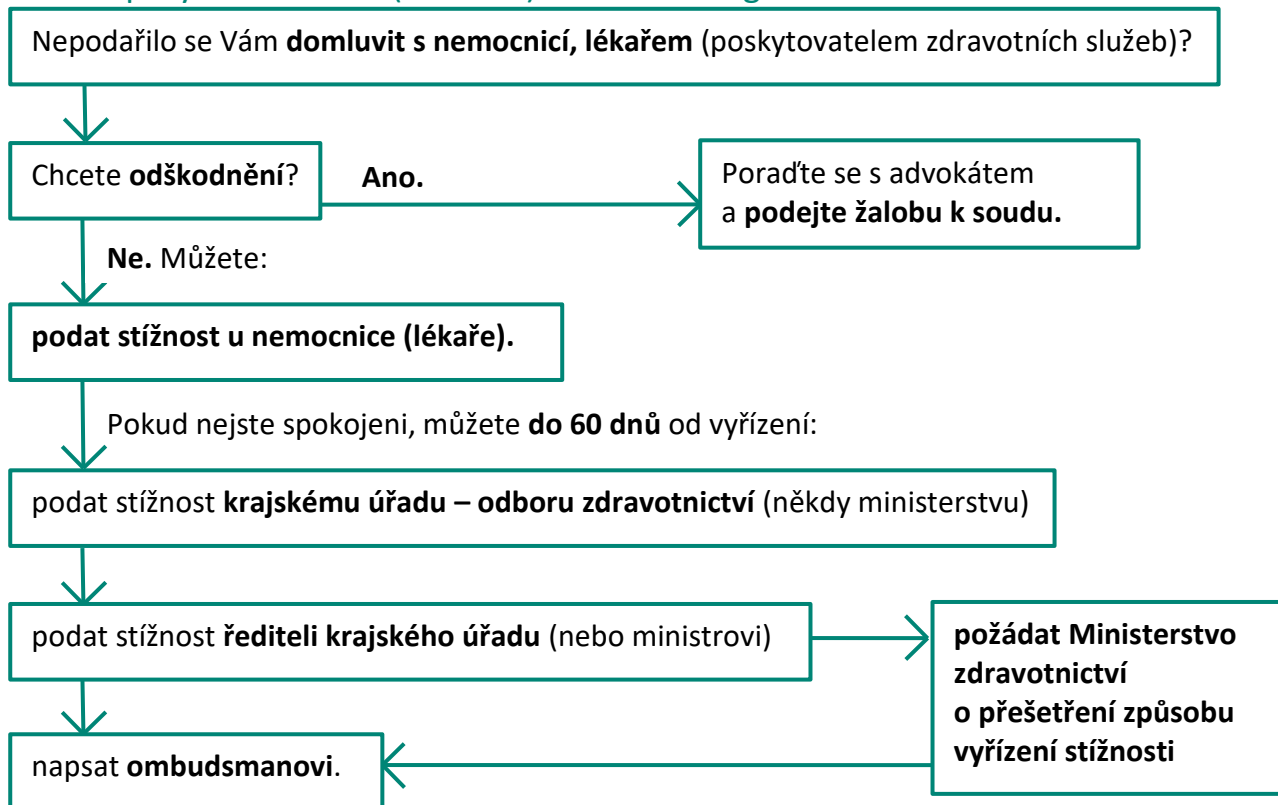 Nepodařilo se Vám domluvit s nemocnicí, lékařem (poskytovatelem zdravotních služeb)?
Chcete odškodnění?
Ano.
Poraďte se s advokátem
a podejte žalobu k soudu.
Ne. Můžete:
podat stížnost u nemocnice (lékaře).
Pokud nejste spokojeni, můžete do 60 dnů od vyřízení:
podat stížnost krajskému úřadu – odboru zdravotnictví (někdy ministerstvu)
podat stížnost řediteli krajského úřadu (nebo ministrovi)
požádat Ministerstvo
zdravotnictví
o přešetření způsobu
vyřízení stížnosti
napsat ombudsmanovi.